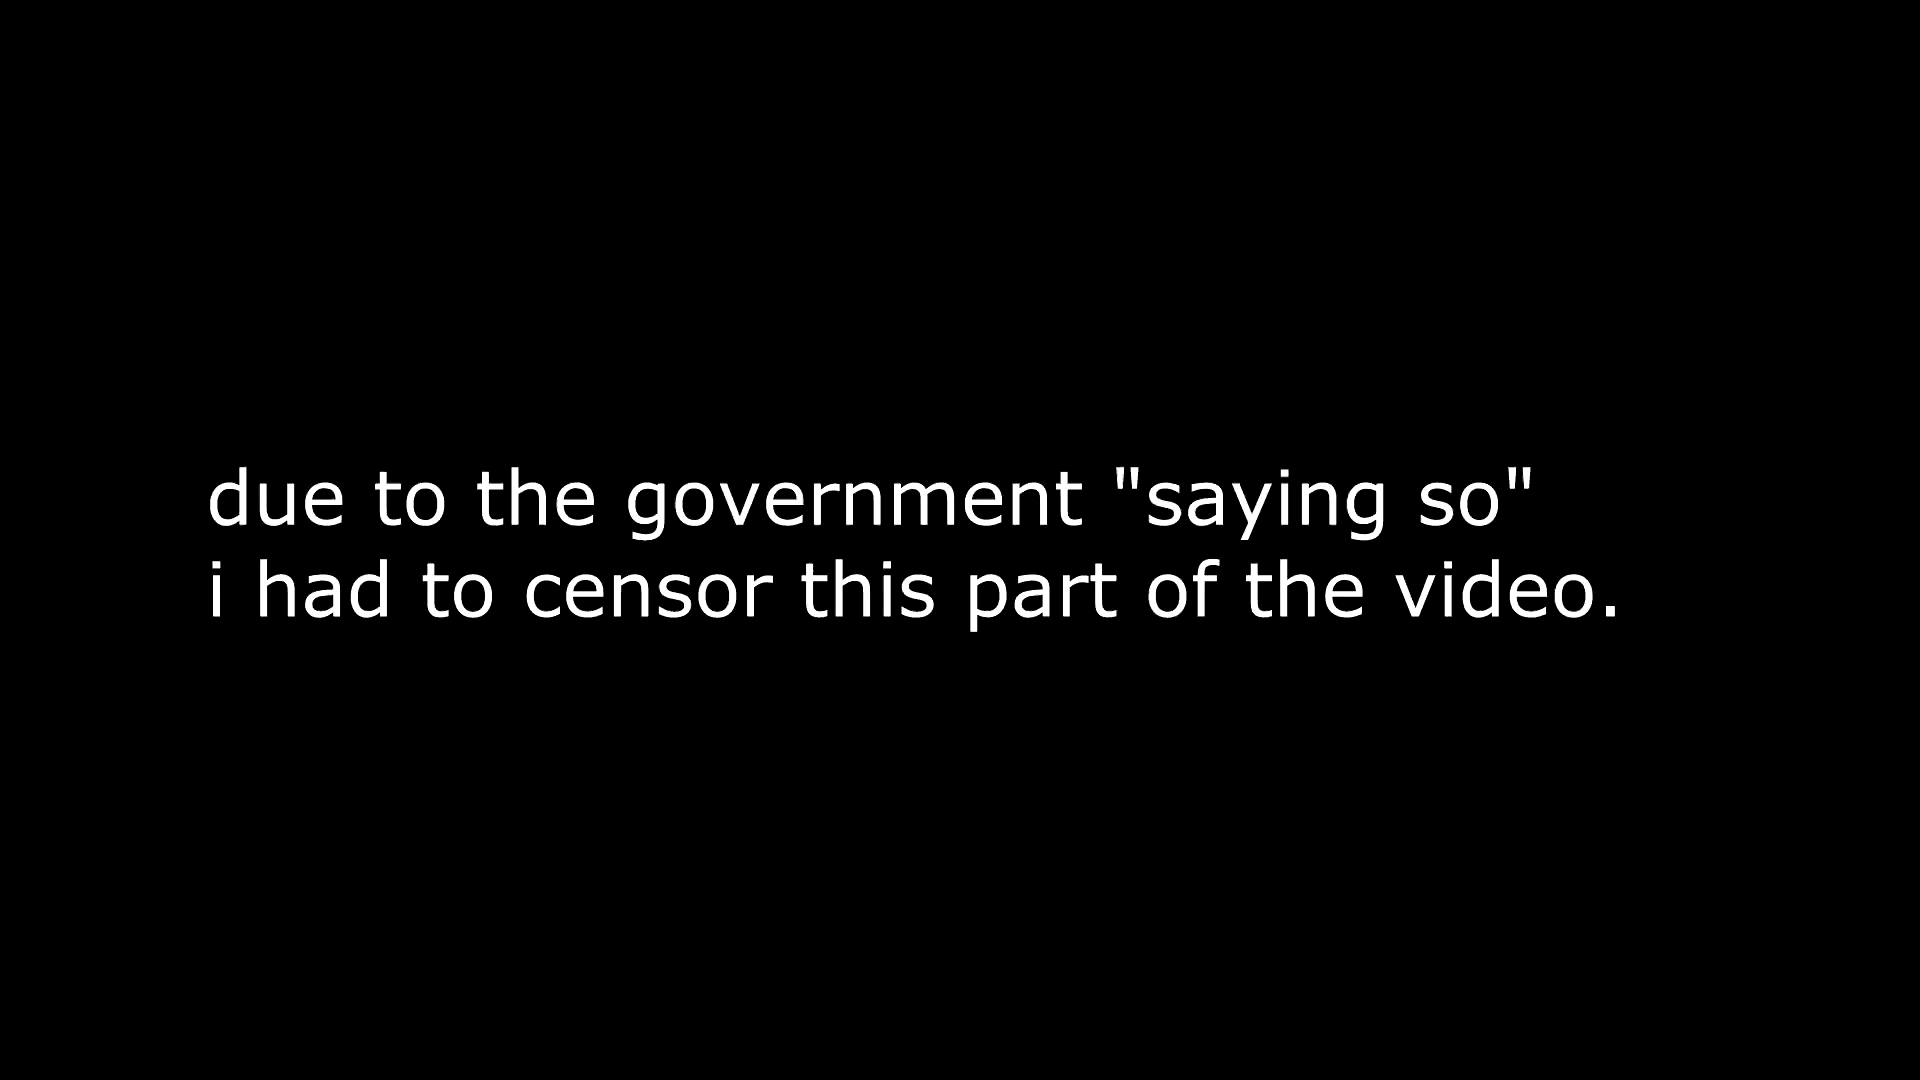 due to the government "saying so"
i had to censor this part of the video.